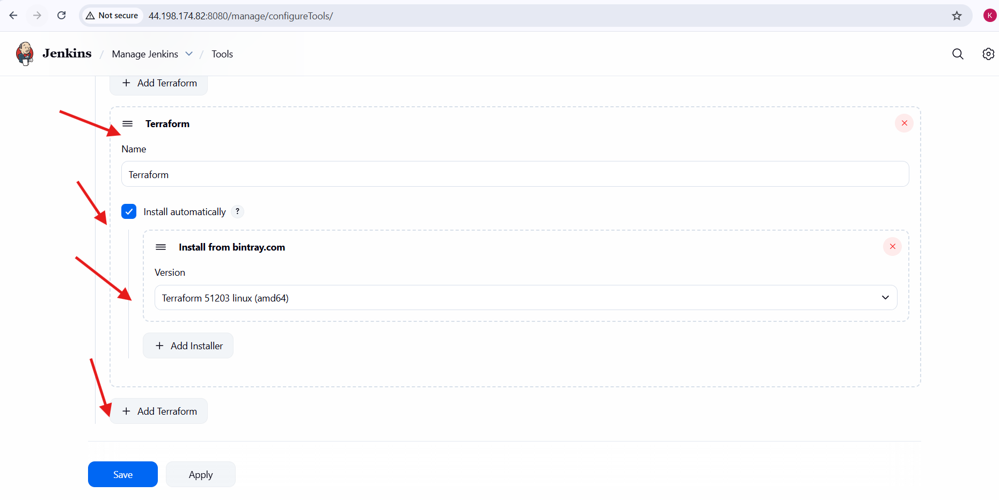 Not secure 44.198.174.82:8080/manage/configureTools/
K
Jenkins / Manage Jenkins / Tools
+ Add Terraform
Terraform
Name
Terraform
Install automatically ?
Install from bintray.com
Version
Terraform 51203 linux (amd64)
+ Add Installer
+ Add Terraform
Save Apply